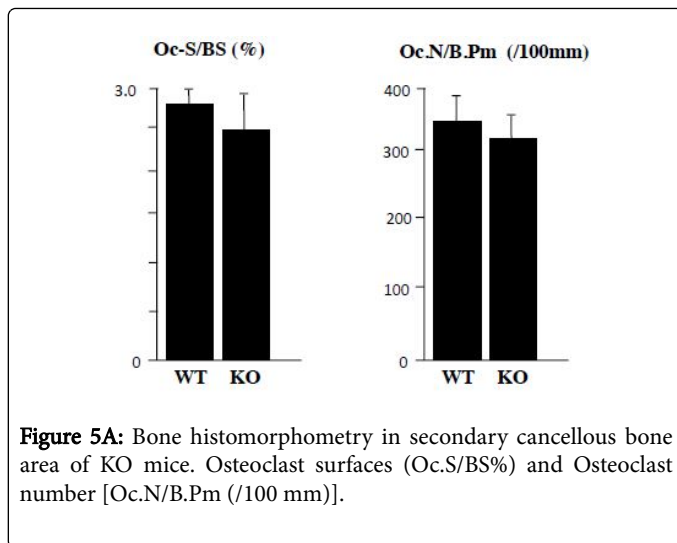 Oc-S/BS (%)
3.0
0
WT KO
Oc.N/B.Pm (/100mm)
400
300
200
100
0
WT KO
Figure 5A: Bone histomorphometry in secondary cancellous bone
area of KO mice. Osteoclast surfaces (Oc.S/BS%) and Osteoclast
number [Oc.N/B.Pm (/100 mm)].